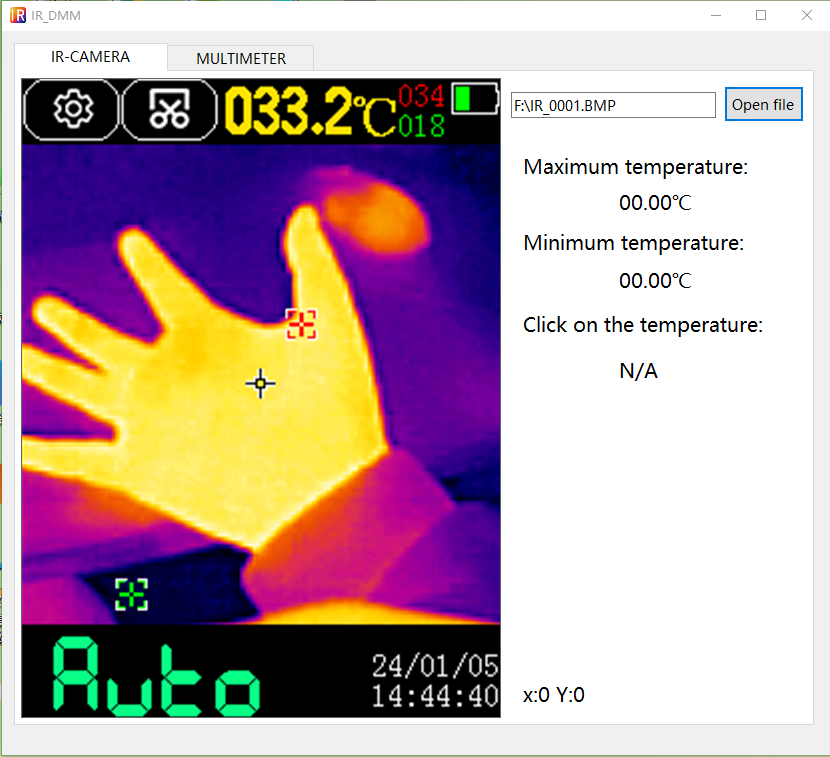 IR IR_DMM
IR-CAMERA
MULTIMETER
033.2℃
034
018
F:\IR_0001.BMP
Open file
Maximum temperature:
00.00℃
Minimum temperature:
00.00℃
Click on the temperature:
N/A
Auto
24/01/05
14:44:40
x:0 Y:0